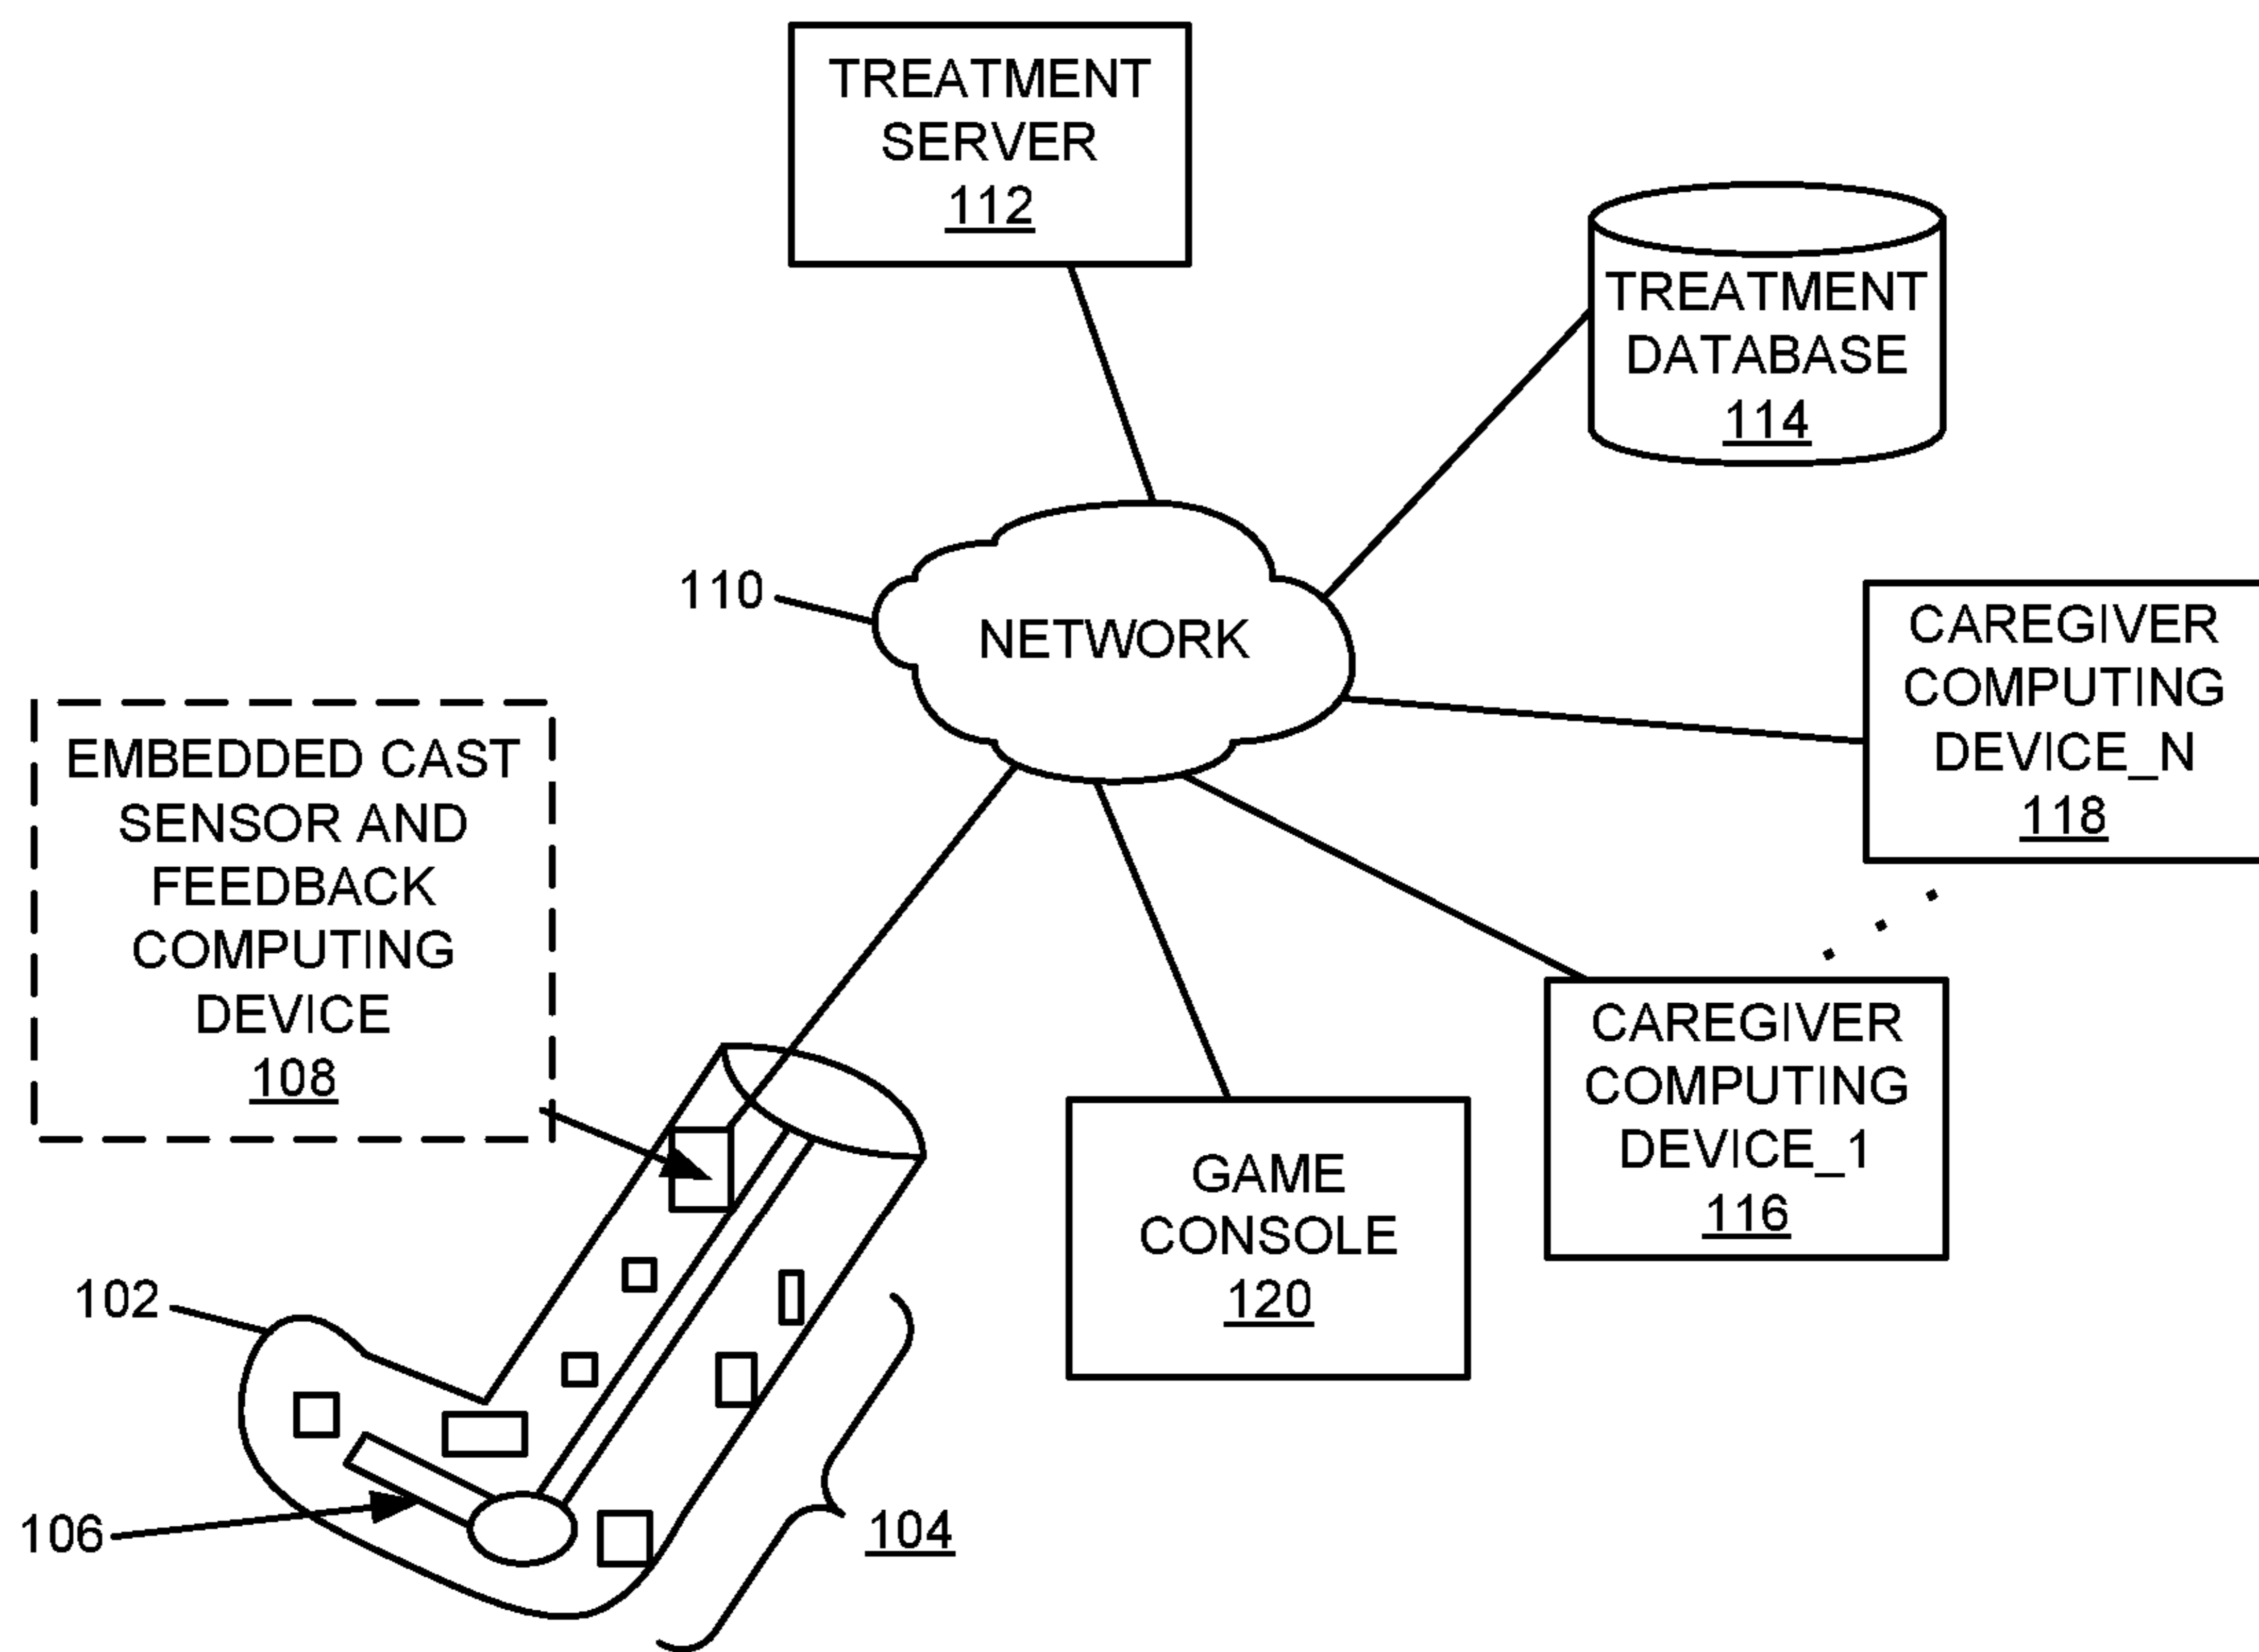 TREATMENT
SERVER
112
TREATMENT
DATABASE
114
110
NETWORK
CAREGIVER
COMPUTING
DEVICE_N
118
EMBEDDED CAST
SENSOR AND
FEEDBACK
COMPUTING
DEVICE
108
CAREGIVER
COMPUTING
DEVICE_1
116
GAME
CONSOLE
120
102
106
104